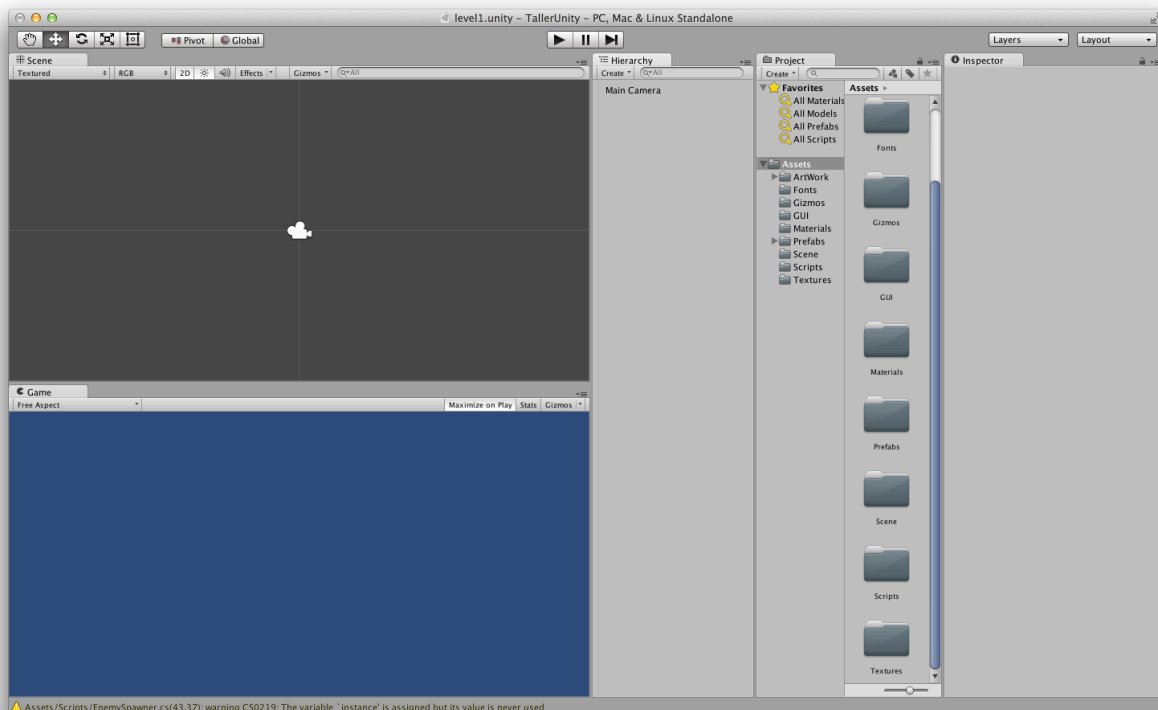 level1.unity – TallerUnity – PC, Mac & Linux Standalone
Pivot Global
Layers Layout
Scene
Textured RGB 2D Effects Gizmos All
Game
Free Aspect Maximize on Play Stats Gizmos
Hierarchy
Create All
Main Camera
Project
Create
Favorites
All Materials
All Models
All Prefabs
All Scripts
Assets
ArtWork
Fonts
Gizmos
GUI
Materials
Prefabs
Scene
Scripts
Textures
Assets
Fonts
Gizmos
GUI
Materials
Prefabs
Scene
Scripts
Textures
Inspector
Assets/Scripts/EnemySpawner.cs(43,37): warning CS0219: The variable `instance' is assigned but its value is never used